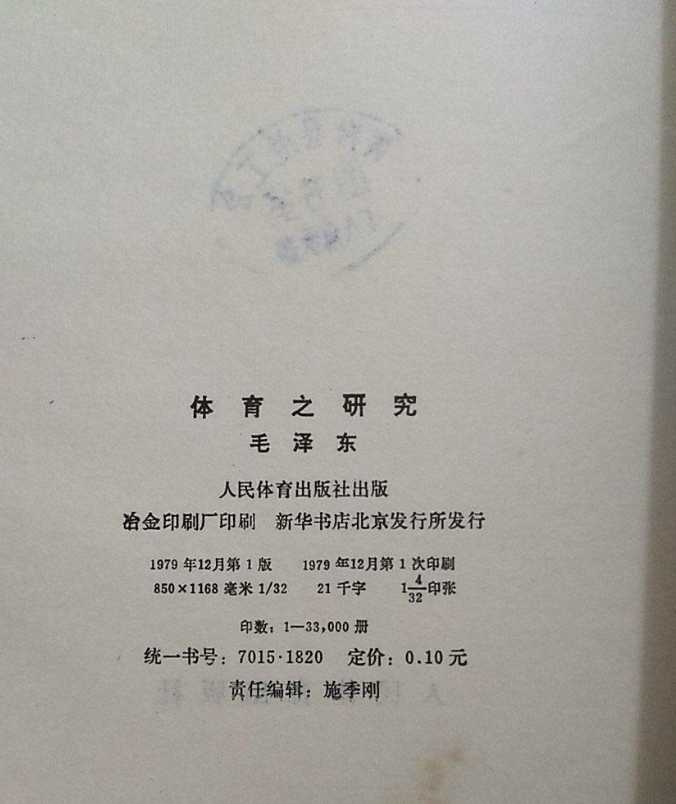 体育之研究
毛泽东
人民体育出版社出版
冶金印刷厂印刷 新华书店北京发行所发行
1979年12月第1版 1979年12月第1次印刷
850×1168毫米1/32 21千字 1 4/32印张
印数：1—33,000册
统一书号：7015·1820 定价：0.10元
责任编辑：施季刚